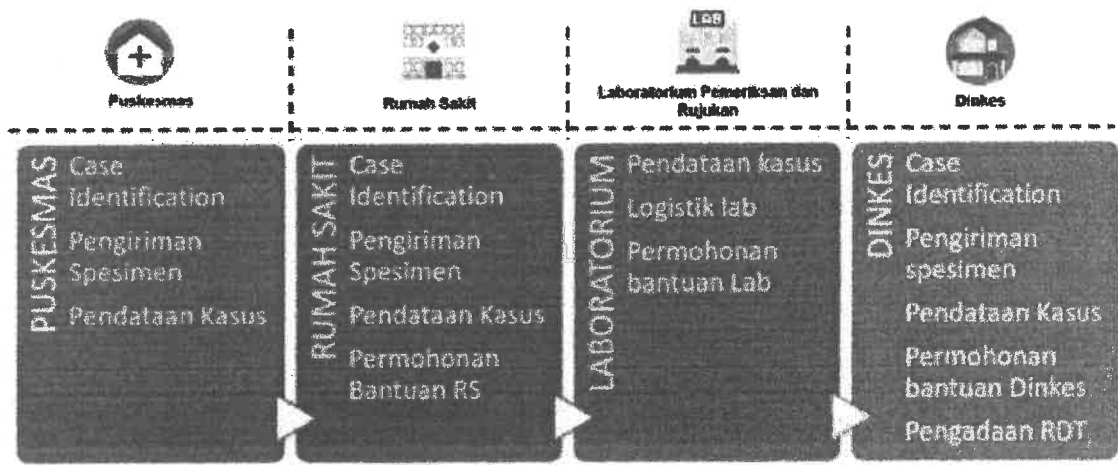 LAB
Puskesmas
Rumah Sakit
Laboratorium Pemeriksan dan
Rujukan
Dinkes
PUSKESMAS
Case
Identification
Pengiriman
Spesimen
Pendataan Kasus
RUMAH SAKIT
Case
Identification
Pengiriman
Spesimen
Pendataan Kasus
Permohonan
Bantuan RS
LABORATORIUM
Pendataan kasus
Logistik lab
Permohonan
bantuan Lab
DINKES
Case
Identification
Pengiriman
spesimen
Pendataan Kasus
Permohonan
bantuan Dinkes
Pengadaan RDT